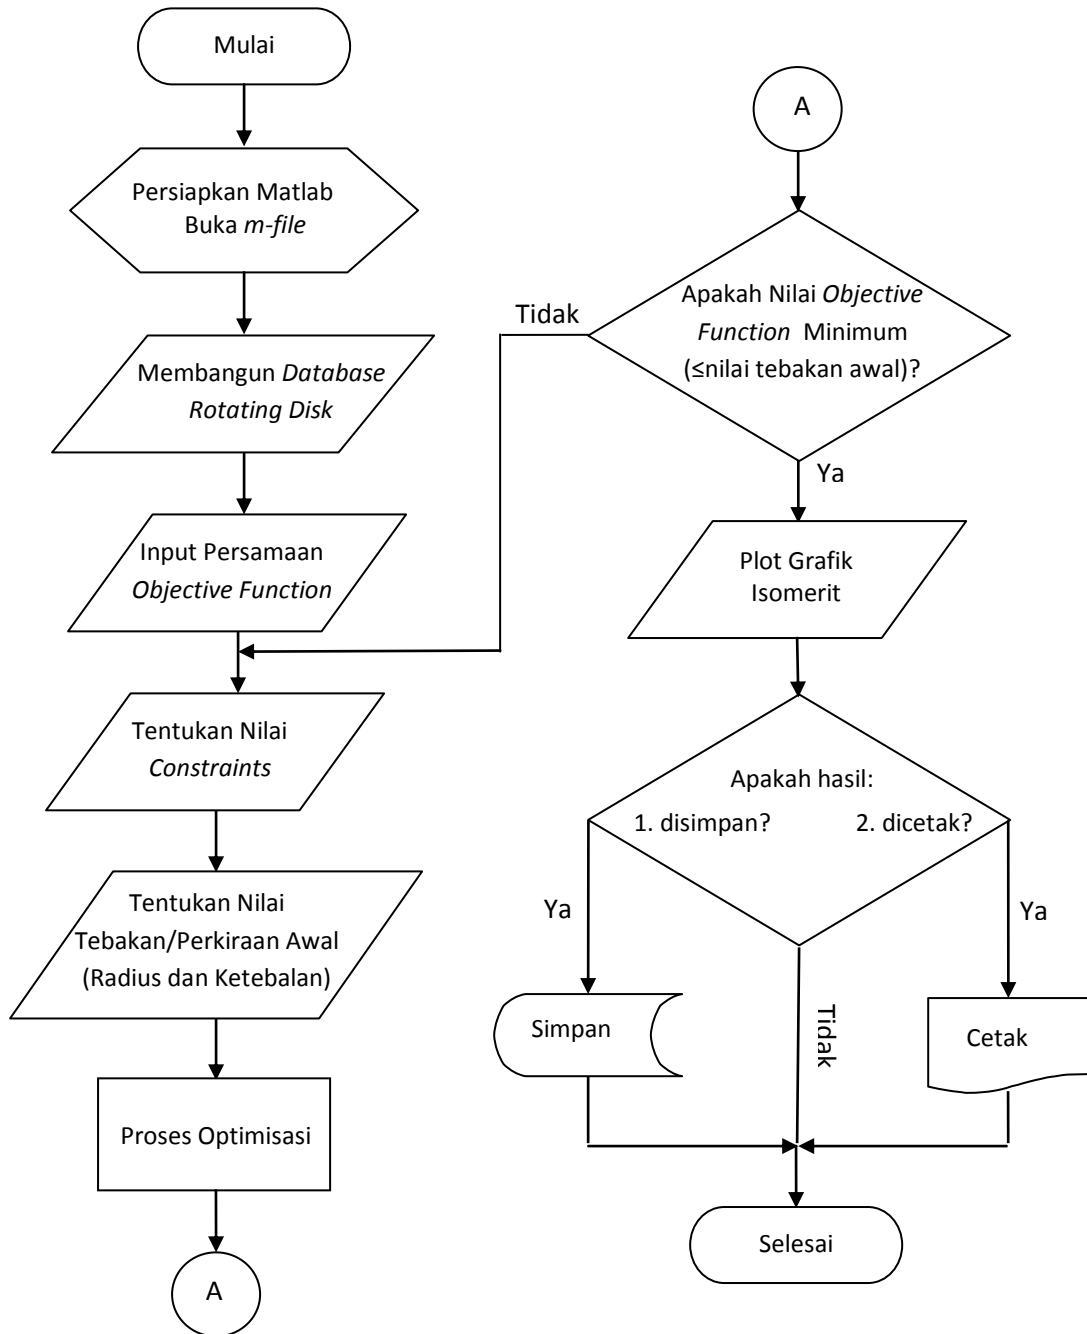 Mulai
Persiapkan Matlab
Buka m-file
Membangun Database
Rotating Disk
Input Persamaan
Objective Function
Tentukan Nilai
Constraints
Tentukan Nilai
Tebakan/Perkiraan Awal
(Radius dan Ketebalan)
Proses Optimisasi
A
A
Apakah Nilai Objective
Function Minimum
(≤nilai tebakan awal)?
Tidak
Ya
Plot Grafik
Isomerit
Apakah hasil:
1. disimpan? 2. dicetak?
Ya
Ya
Tidak
Simpan
Cetak
Selesai